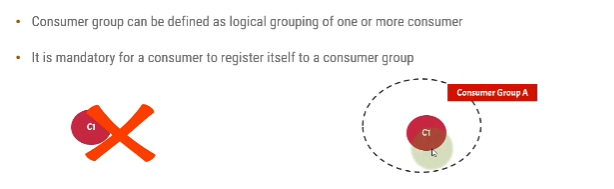 Consumer group can be defined as logical grouping of one or more consumer
It is mandatory for a consumer to register itself to a consumer group
Consumer Group A
C1
C1